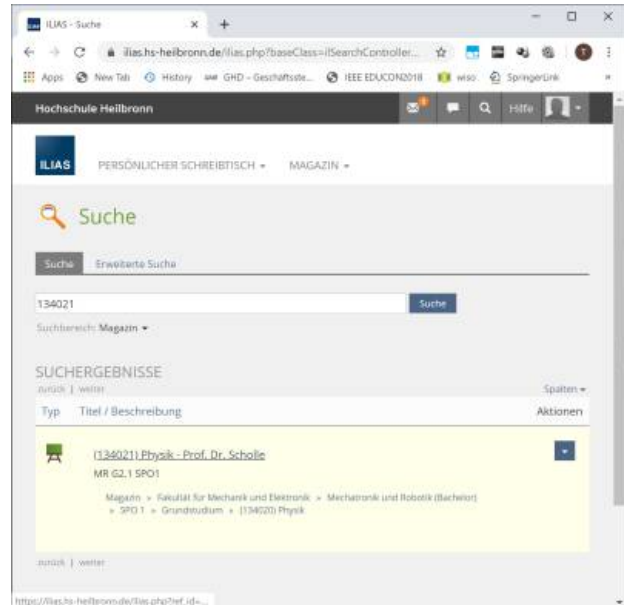 ILIAS - Suche
ilias.hs-heilbronn.de/ilias.php?baseClass=ilSearchController...
Apps New Tab History GHD - Geschäftsste... IEEE EDUCON2018 wiso. SpringerLink
Hochschule Heilbronn
Hilfe
ILIAS PERSÖNLICHER SCHREIBTISCH MAGAZIN
Suche
Suche Erweiterte Suche
134021 Suche
Suchbereich: Magazin
SUCHERGEBNISSE
zurück | weiter Spalten
Typ Titel / Beschreibung Aktionen
(134021) Physik - Prof. Dr. Scholle
MR G2.1 SPO1
Magazin » Fakultät für Mechanik und Elektronik » Mechatronik und Robotik (Bachelor)
» SPO 1 » Grundstudium » (134020) Physik
zurück | weiter
https://ilias.hs-heilbronn.de/ilias.php?ref_id=...